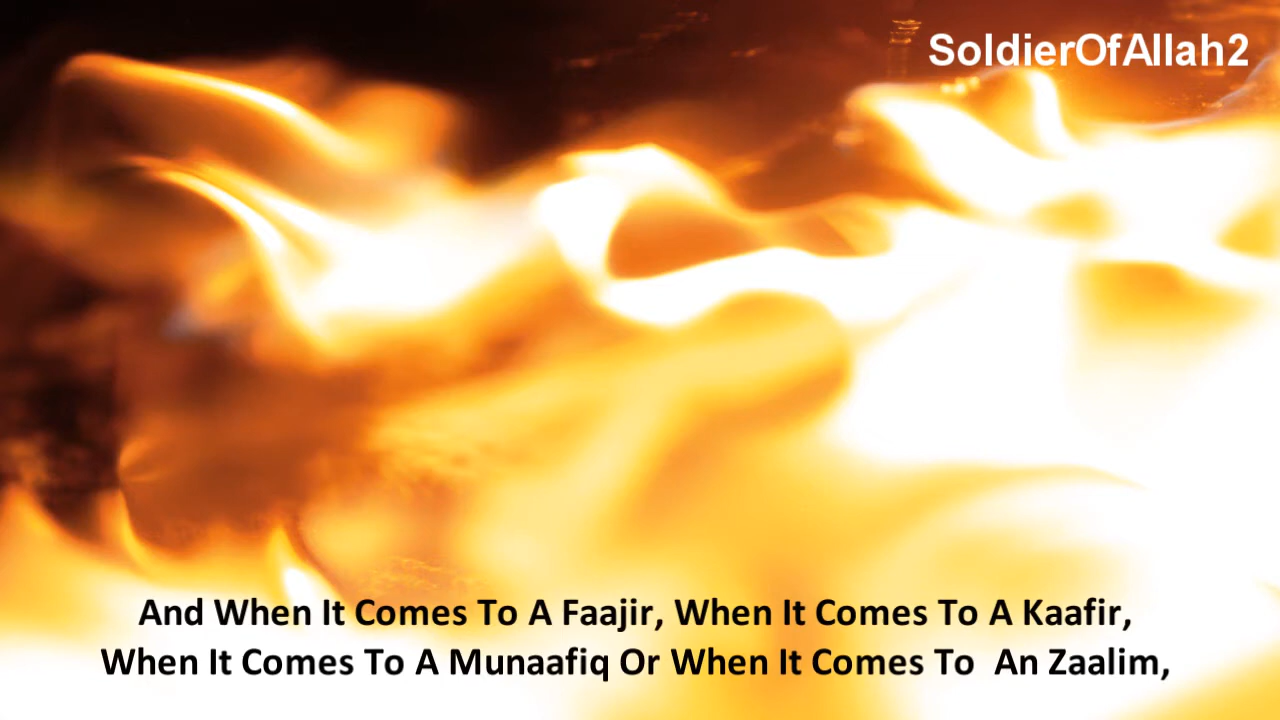 SoldierOfAllah2
And When It Comes To A Faajir, When It Comes To A Kaafir,
When It Comes To A Munaafiq Or When It Comes To An Zaalim,